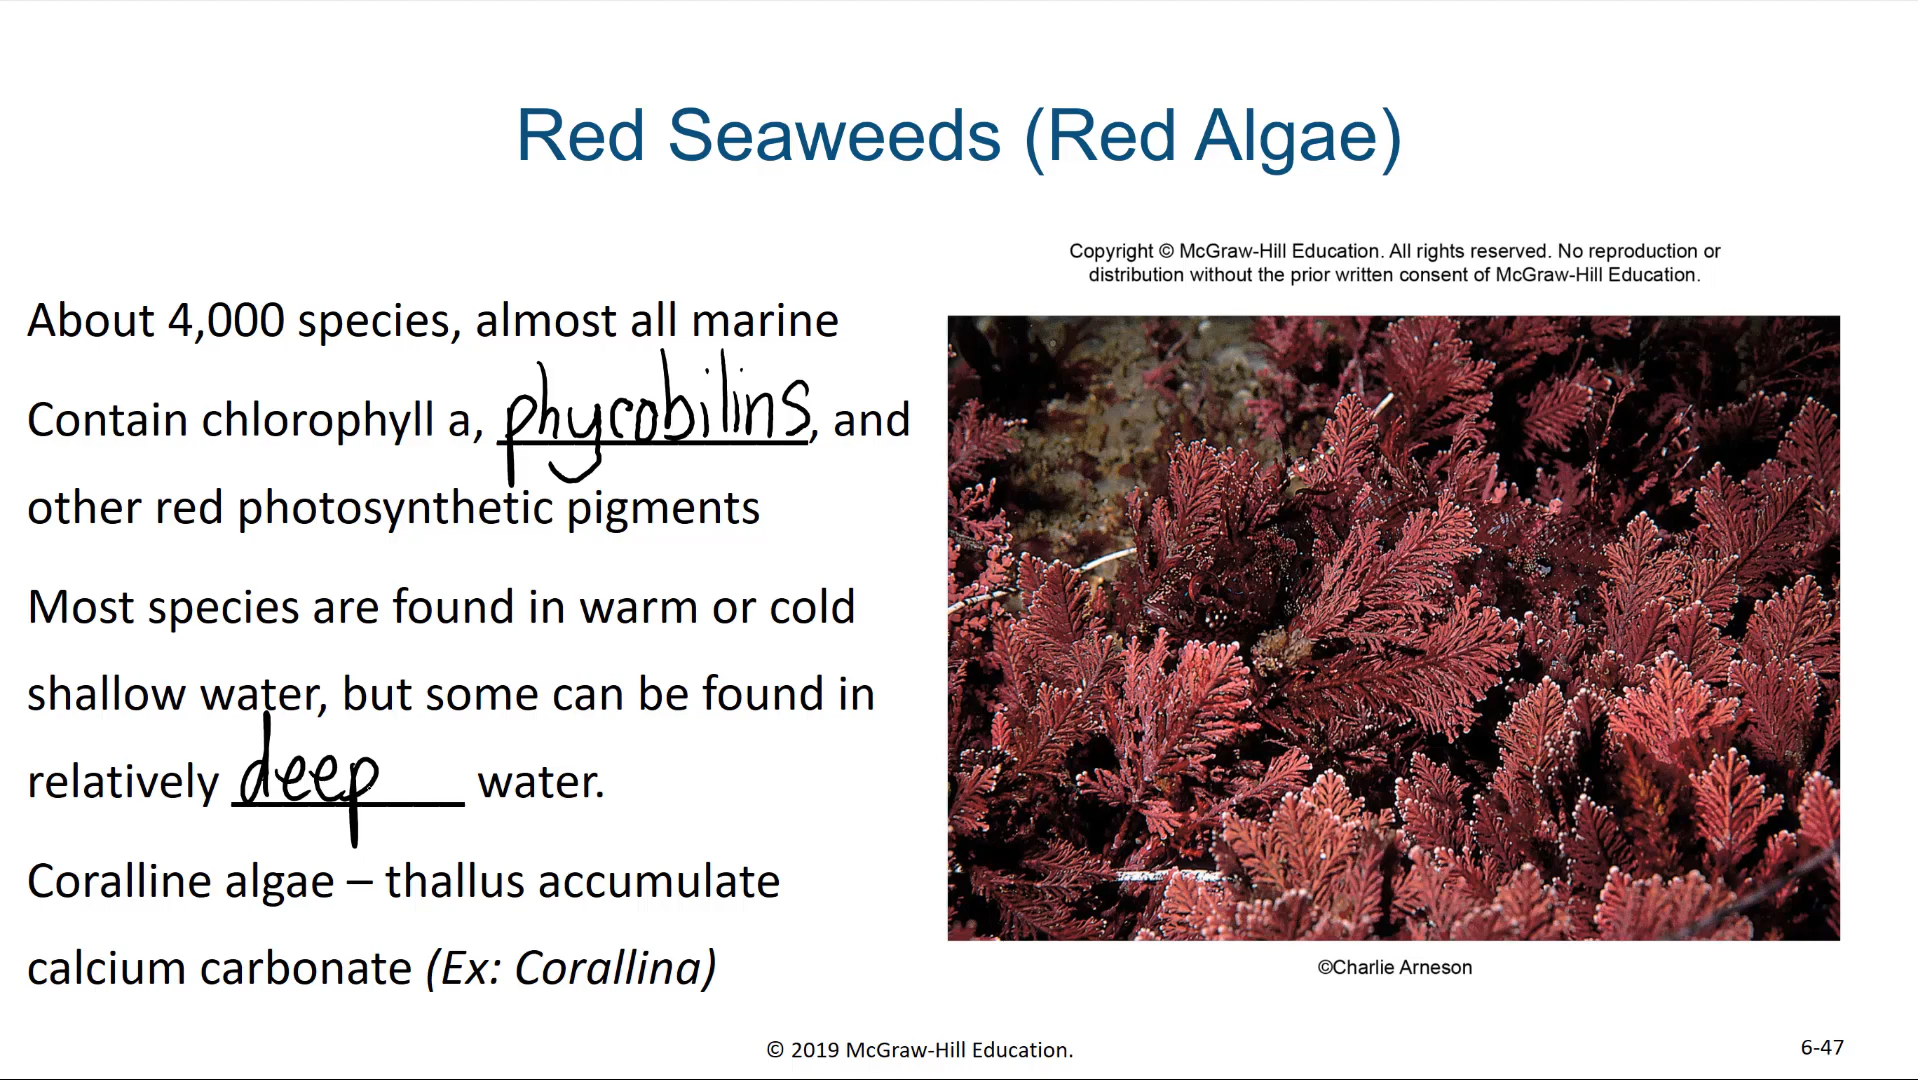 Red Seaweeds (Red Algae)
Copyright © McGraw-Hill Education. All rights reserved. No reproduction or
distribution without the prior written consent of McGraw-Hill Education.
About 4,000 species, almost all marine
Contain chlorophyll a, phycobilins, and
other red photosynthetic pigments
Most species are found in warm or cold
shallow water, but some can be found in
relatively deep water.
Coralline algae – thallus accumulate
calcium carbonate (Ex: Corallina)
©Charlie Arneson
© 2019 McGraw-Hill Education.
6-47